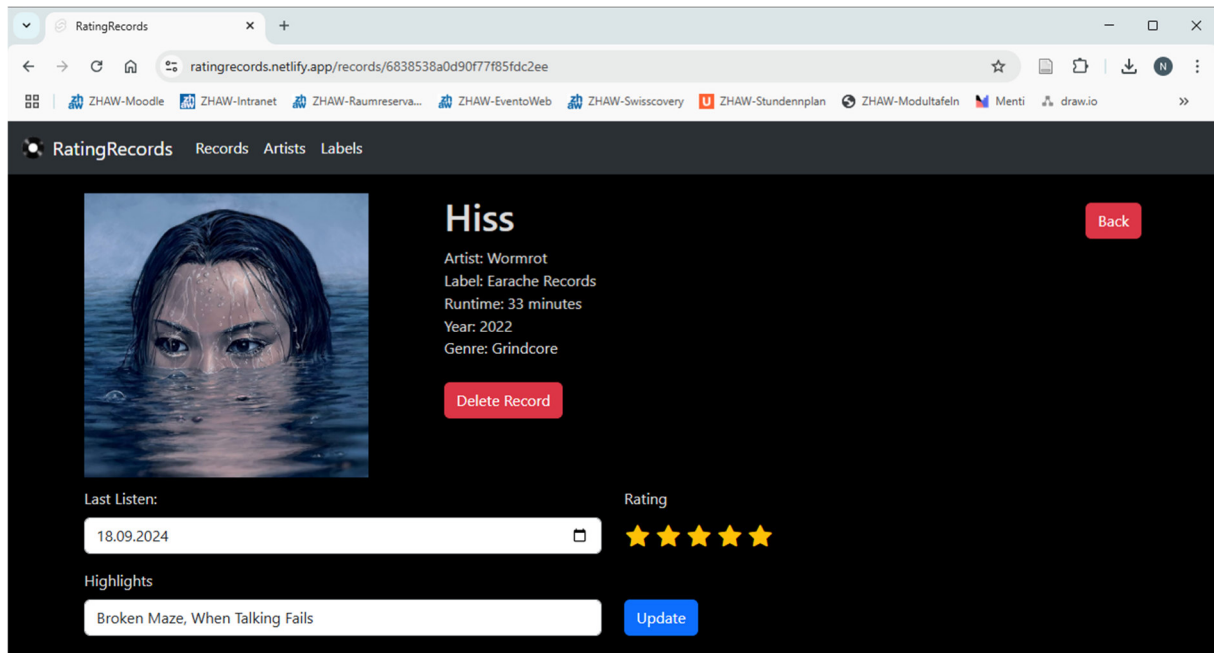 RatingRecords
ratingrecords.netlify.app/records/6838538a0d90f77f85fdc2ee
N
ZHAW-Moodle ZHAW-Intranet ZHAW-Raumreserva... ZHAW-EventoWeb ZHAW-Swisscovery U ZHAW-Stundennplan ZHAW-Modultafeln Menti draw.io »
RatingRecords Records Artists Labels
Hiss
Back
Artist: Wormrot
Label: Earache Records
Runtime: 33 minutes
Year: 2022
Genre: Grindcore
Delete Record
Last Listen:
Rating
18.09.2024
Highlights
Broken Maze, When Talking Fails
Update